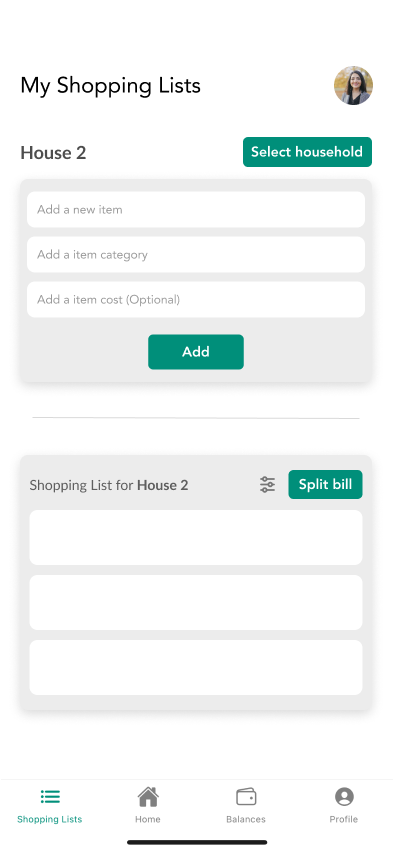 My Shopping Lists
House 2
Select household
Add a new item
Add a item category
Add a item cost (Optional)
Add
Shopping List for House 2
Split bill
Shopping Lists
Home
Balances
Profile